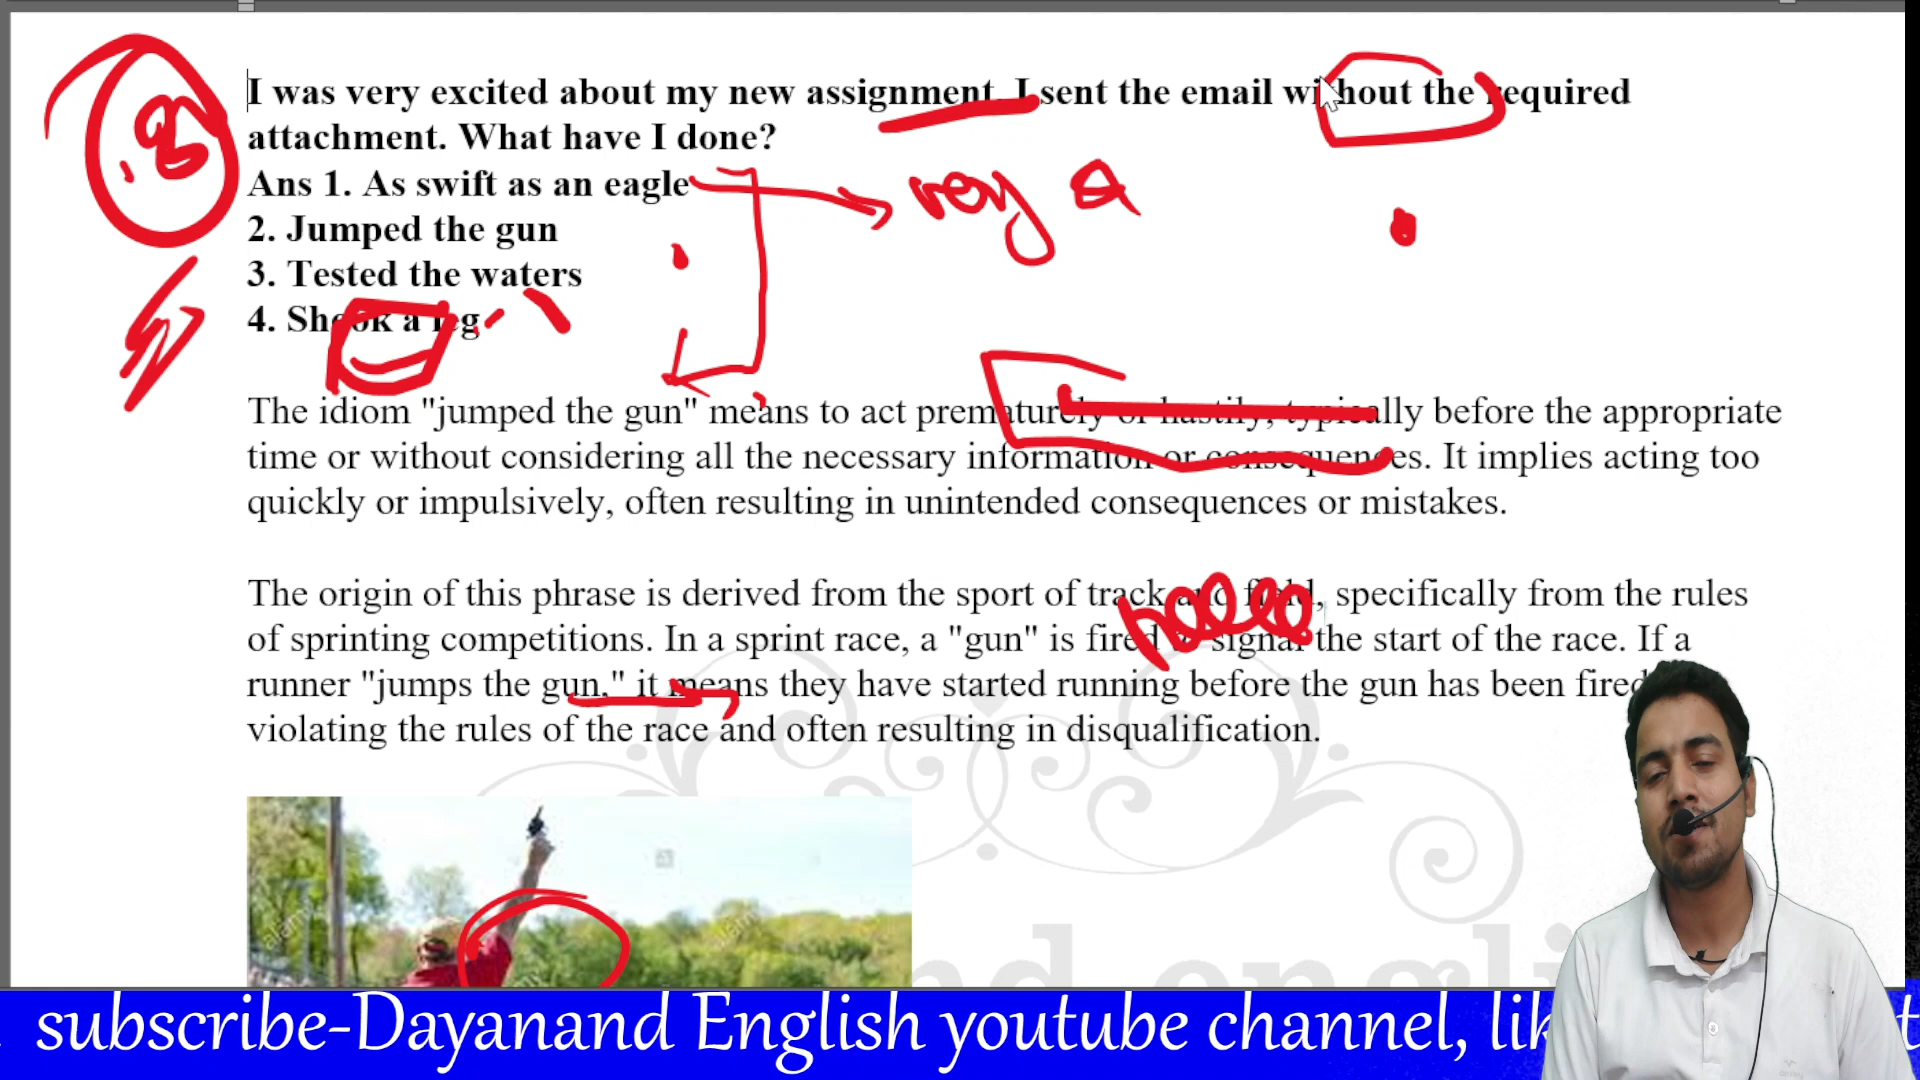 I was very excited about my new assignment. I sent the email without the required
attachment. What have I done?
Ans 1. As swift as an eagle
2. Jumped the gun
3. Tested the waters
4. Shook a leg
The idiom "jumped the gun" means to act prematurely or hastily, typically before the appropriate
time or without considering all the necessary information or consequences. It implies acting too
quickly or impulsively, often resulting in unintended consequences or mistakes.
The origin of this phrase is derived from the sport of track and field, specifically from the rules
of sprinting competitions. In a sprint race, a "gun" is fired to signal the start of the race. If a
runner "jumps the gun," it means they have started running before the gun has been fired
violating the rules of the race and often resulting in disqualification.
alamy
subscribe-Dayanand English youtube channel, lik